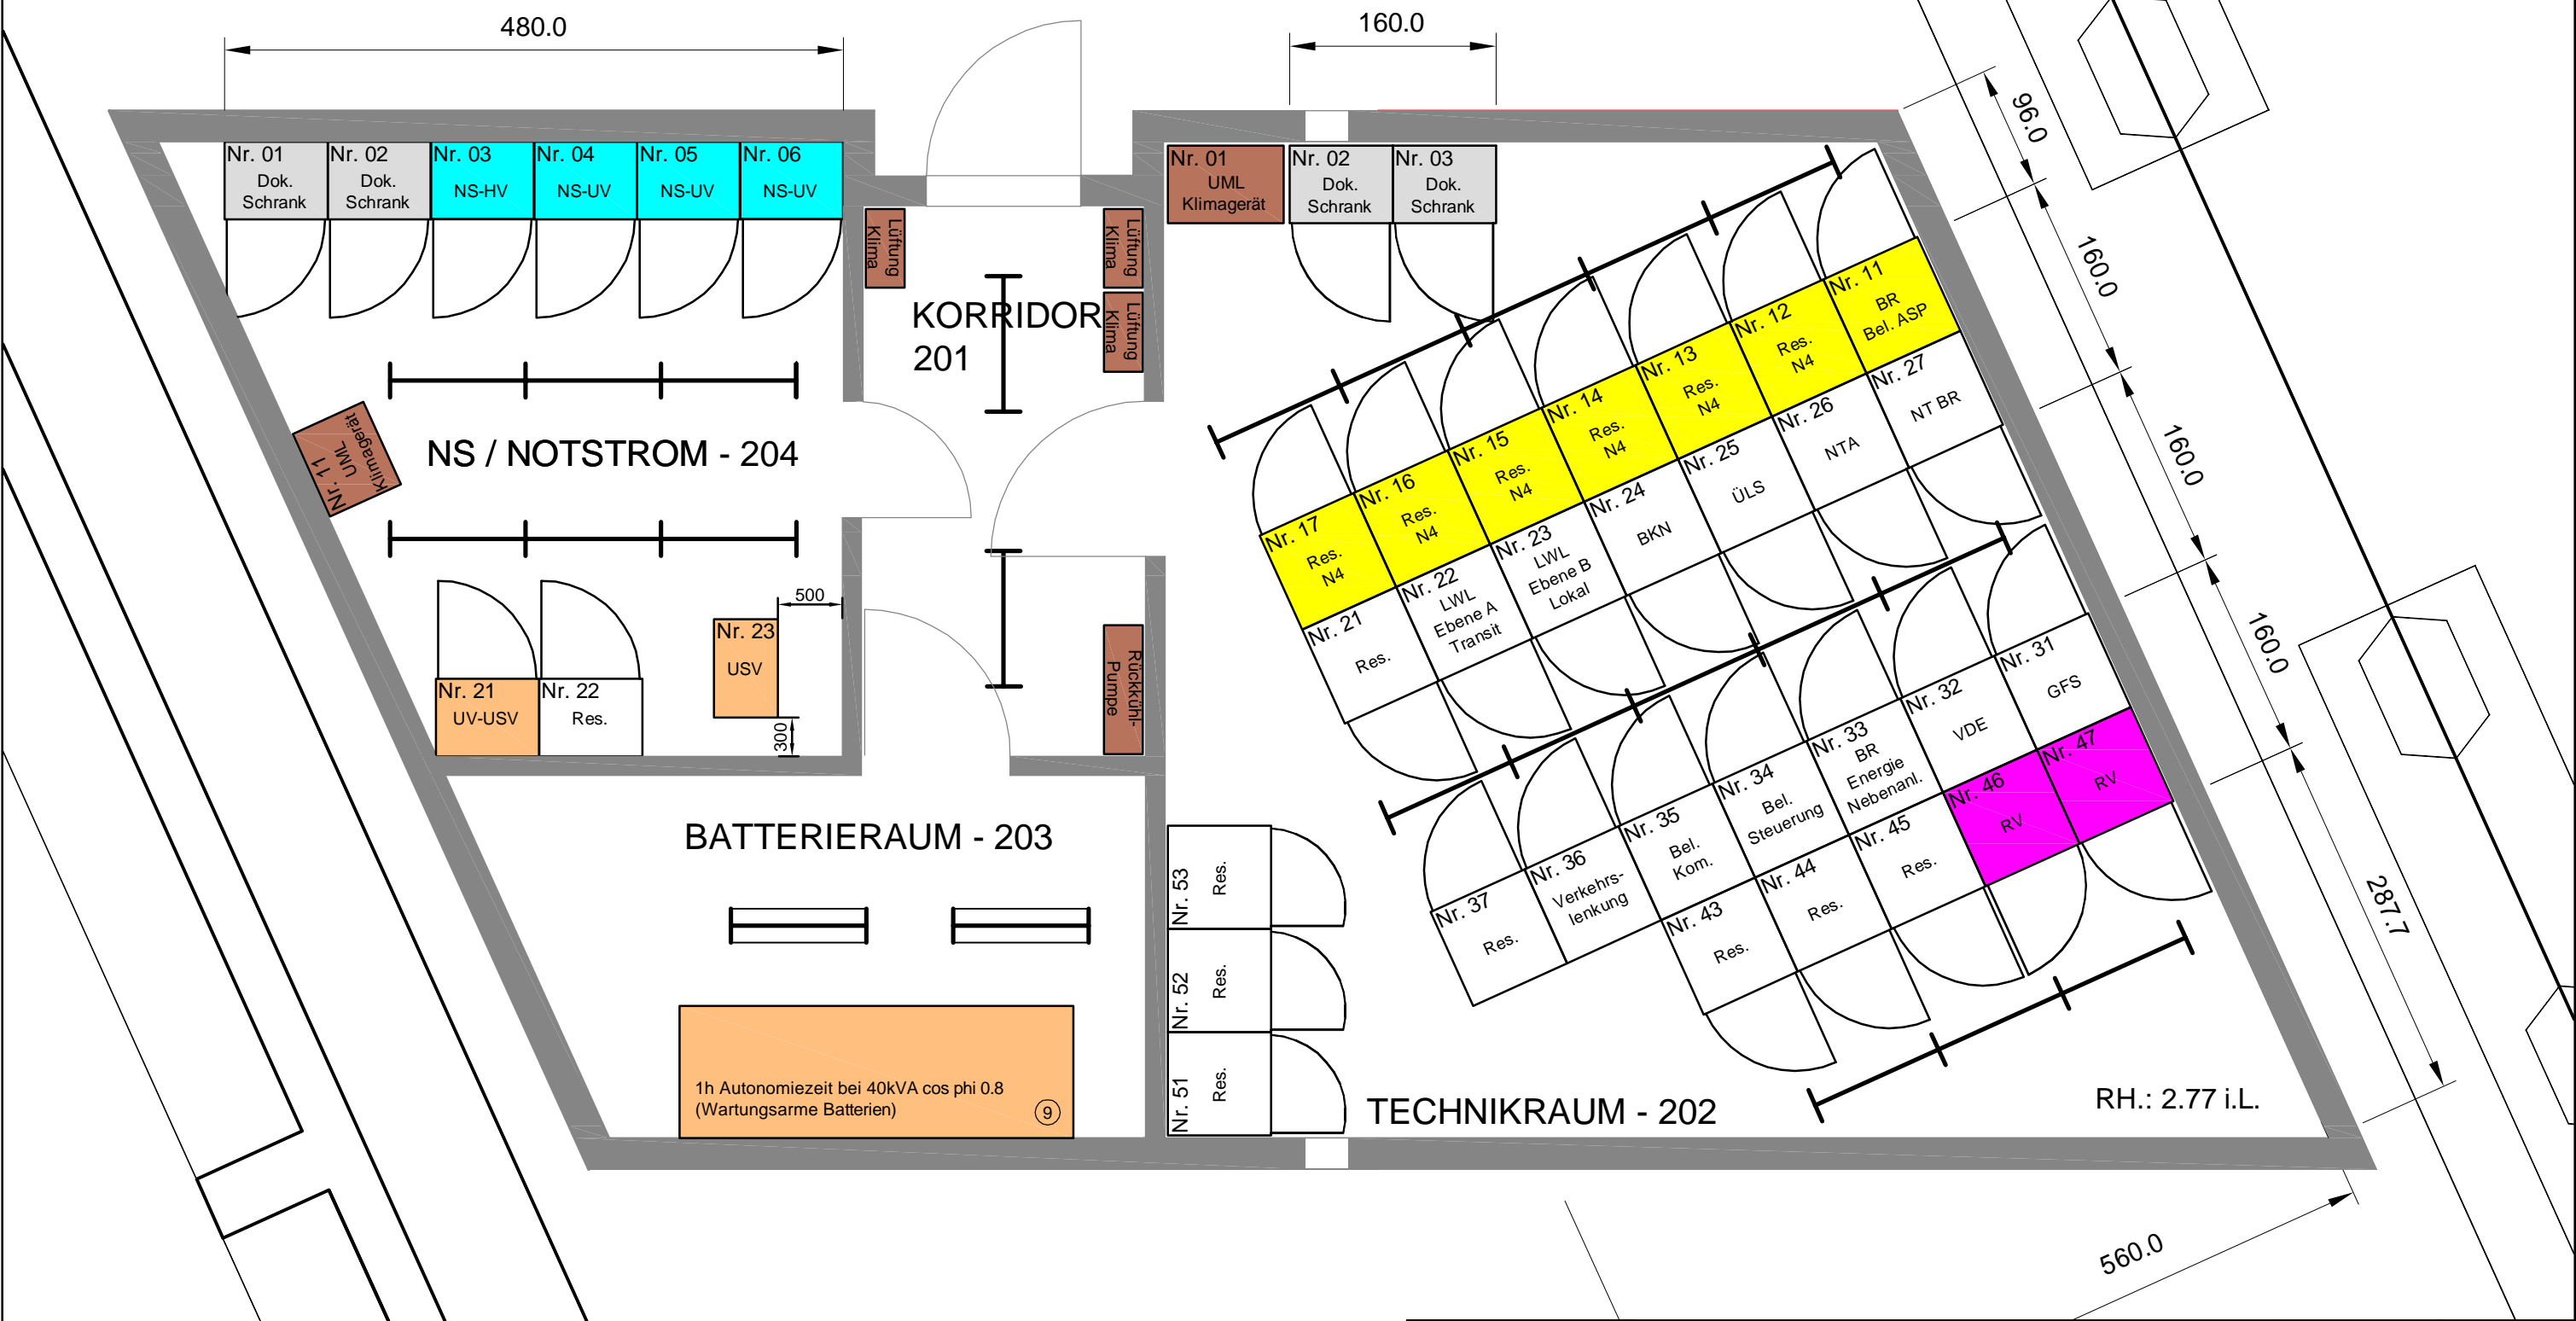 480.0
160.0
96.0
160.0
160.0
160.0
287.7
560.0
Nr. 01
Dok.
Schrank
Nr. 02
Dok.
Schrank
Nr. 03
NS-HV
Nr. 04
NS-UV
Nr. 05
NS-UV
Nr. 06
NS-UV
Lüftung
Klima
Lüftung
Klima
Lüftung
Klima
KORRIDOR
201
Nr. 01
UML
Klimagerät
Nr. 02
Dok.
Schrank
Nr. 03
Dok.
Schrank
Nr. 11
UML
Klimagerät
NS / NOTSTROM - 204
Nr. 21
UV-USV
Nr. 22
Res.
Nr. 23
USV
500
300
Rückkühl-
Pumpe
BATTERIERAUM - 203
1h Autonomiezeit bei 40kVA cos phi 0.8
(Wartungsarme Batterien)
9
Nr. 11
BR
Bel. ASP
Nr. 12
Res.
N4
Nr. 13
Res.
N4
Nr. 14
Res.
N4
Nr. 15
Res.
N4
Nr. 16
Res.
N4
Nr. 17
Res.
N4
Nr. 21
Res.
Nr. 22
LWL
Ebene A
Transit
Nr. 23
LWL
Ebene B
Lokal
Nr. 24
BKN
Nr. 25
ÜLS
Nr. 26
NTA
Nr. 27
NT BR
Nr. 31
GFS
Nr. 32
VDE
Nr. 33
BR
Energie
Nebenanl.
Nr. 34
Bel.
Steuerung
Nr. 35
Bel.
Kom.
Nr. 36
Verkehrs-
lenkung
Nr. 37
Res.
Nr. 43
Res.
Nr. 44
Res.
Nr. 45
Res.
Nr. 46
RV
Nr. 47
RV
Nr. 53
Res.
Nr. 52
Res.
Nr. 51
Res.
TECHNIKRAUM - 202
RH.: 2.77 i.L.